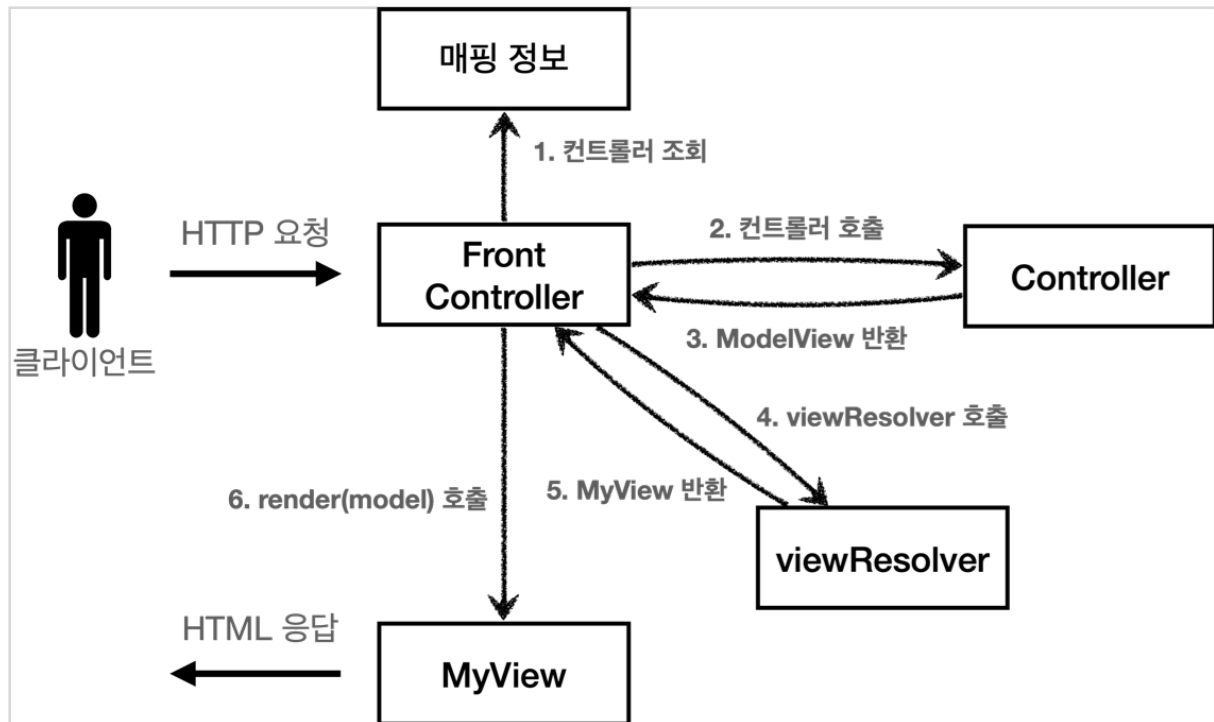 매핑 정보
1. 컨트롤러 조회
HTTP 요청
클라이언트
Front
Controller
2. 컨트롤러 호출
Controller
3. ModelView 반환
4. viewResolver 호출
5. MyView 반환
viewResolver
6. render(model) 호출
HTML 응답
MyView